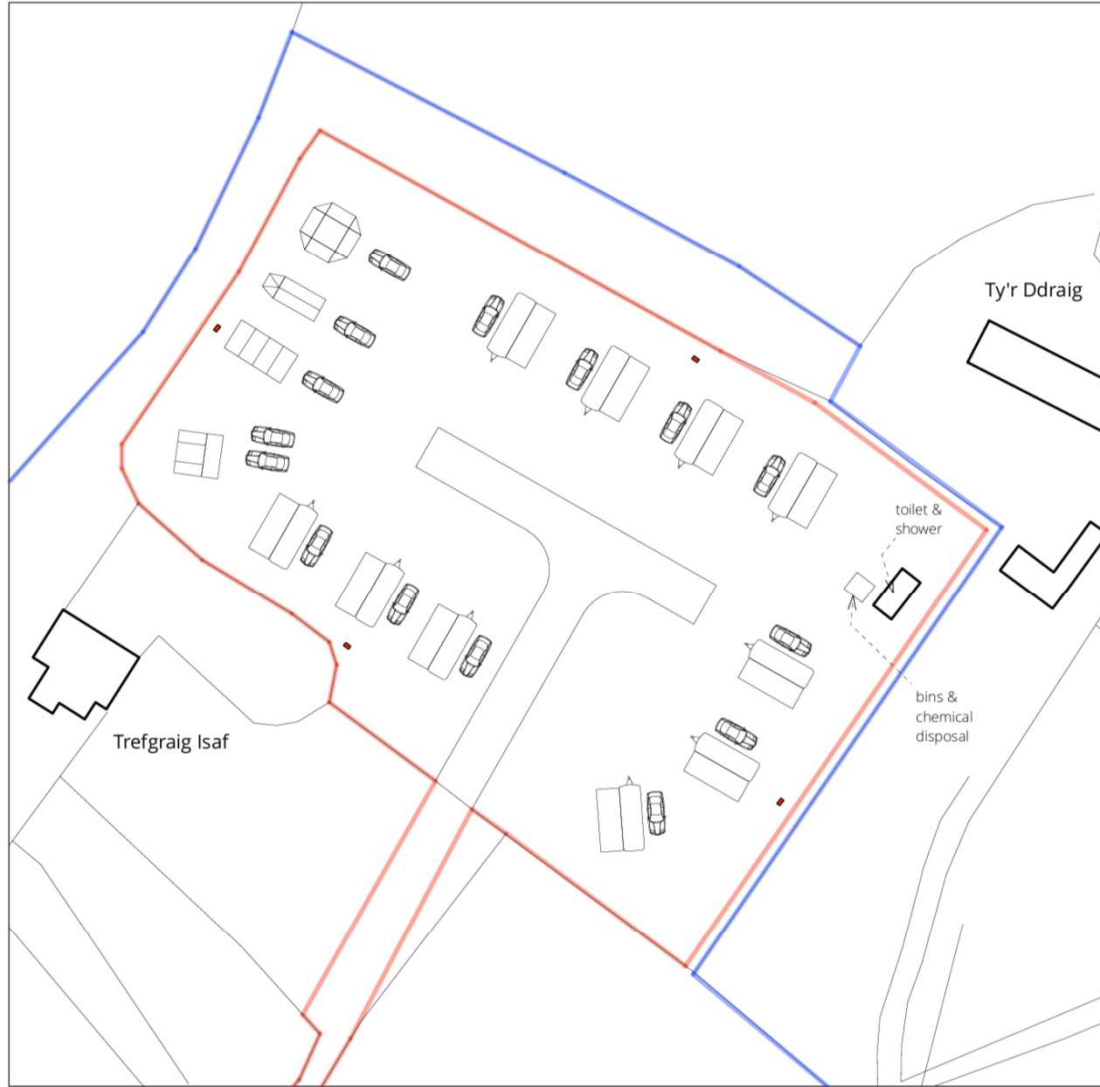 Ty'r Ddraig
toilet &
shower
bins &
chemical
disposal
Trefgraig Isaf